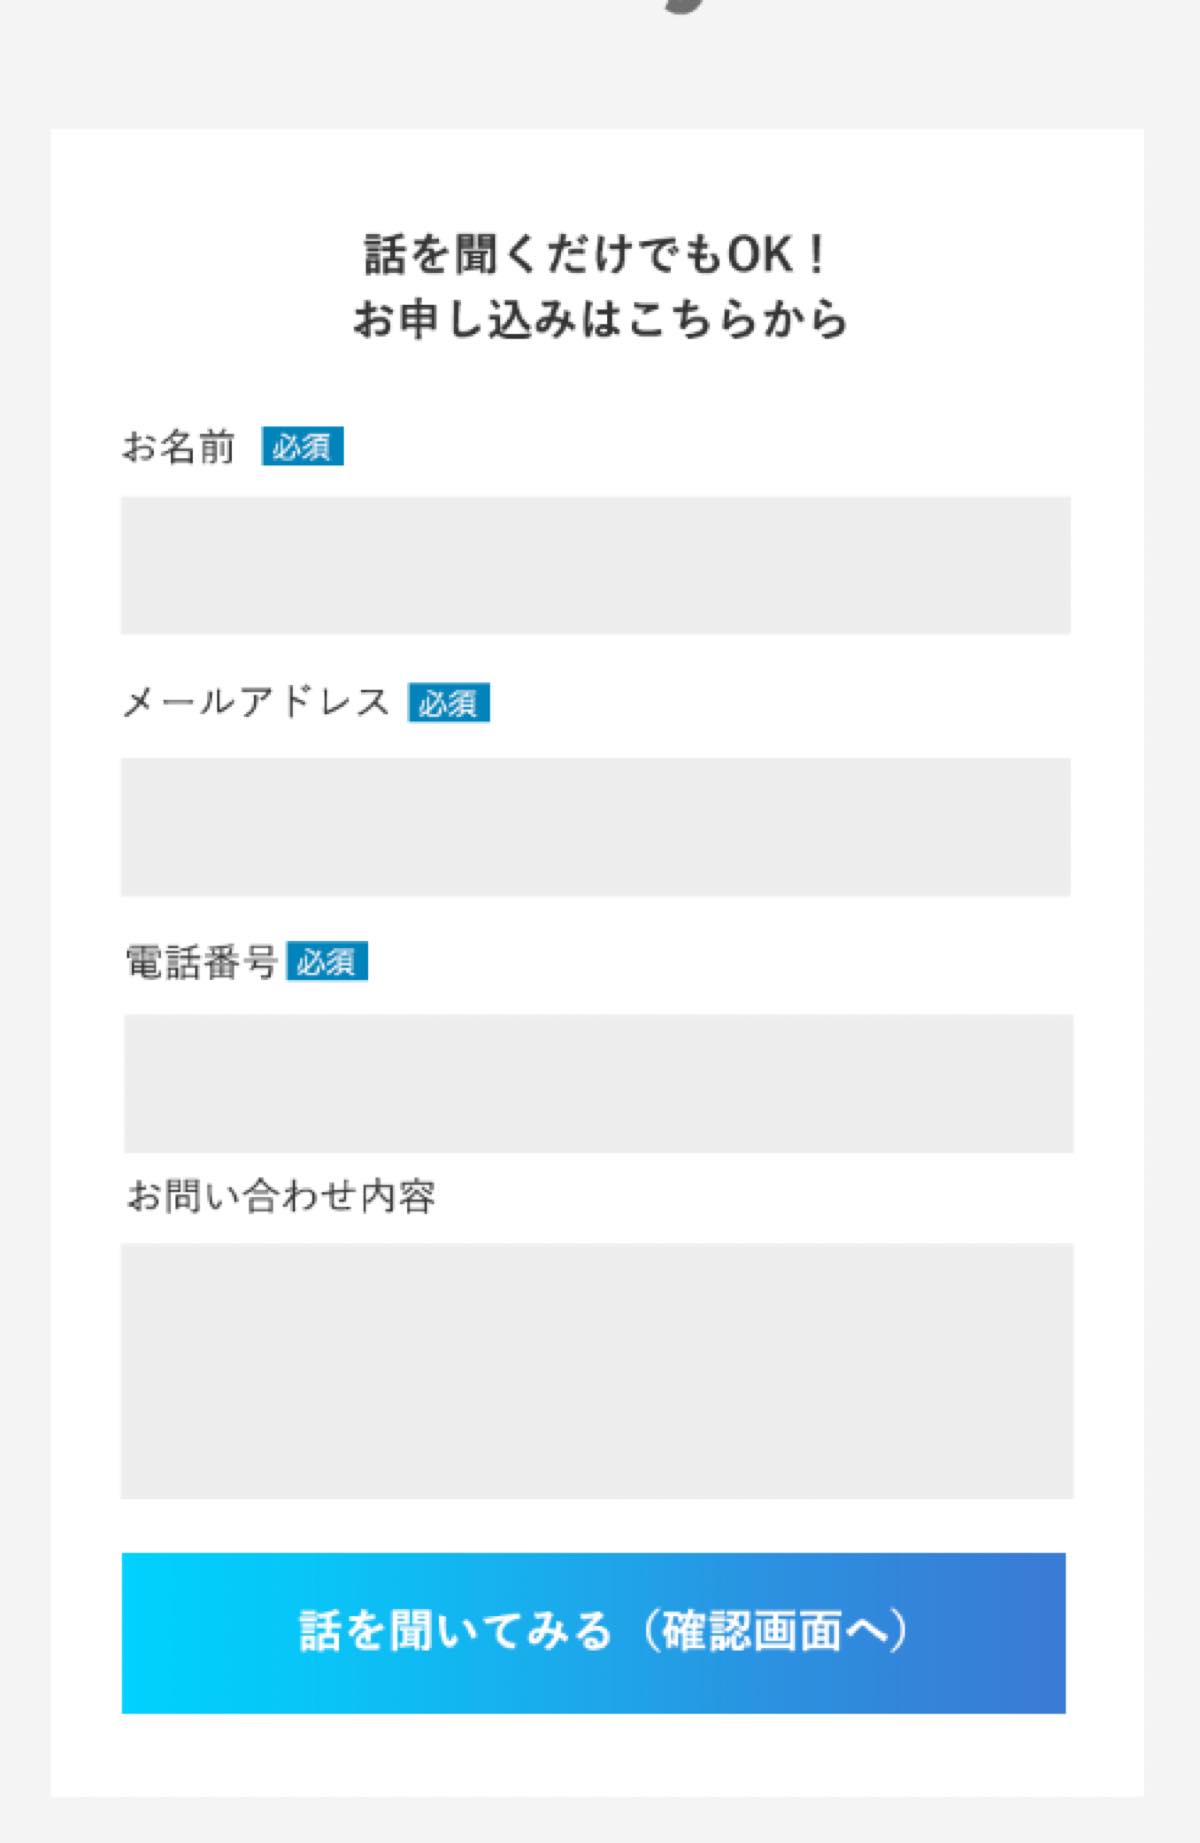 話を聞くだけでもOK！
お申し込みはこちらから
お名前 必須
メールアドレス 必須
電話番号 必須
お問い合わせ内容
話を聞いてみる（確認画面へ）